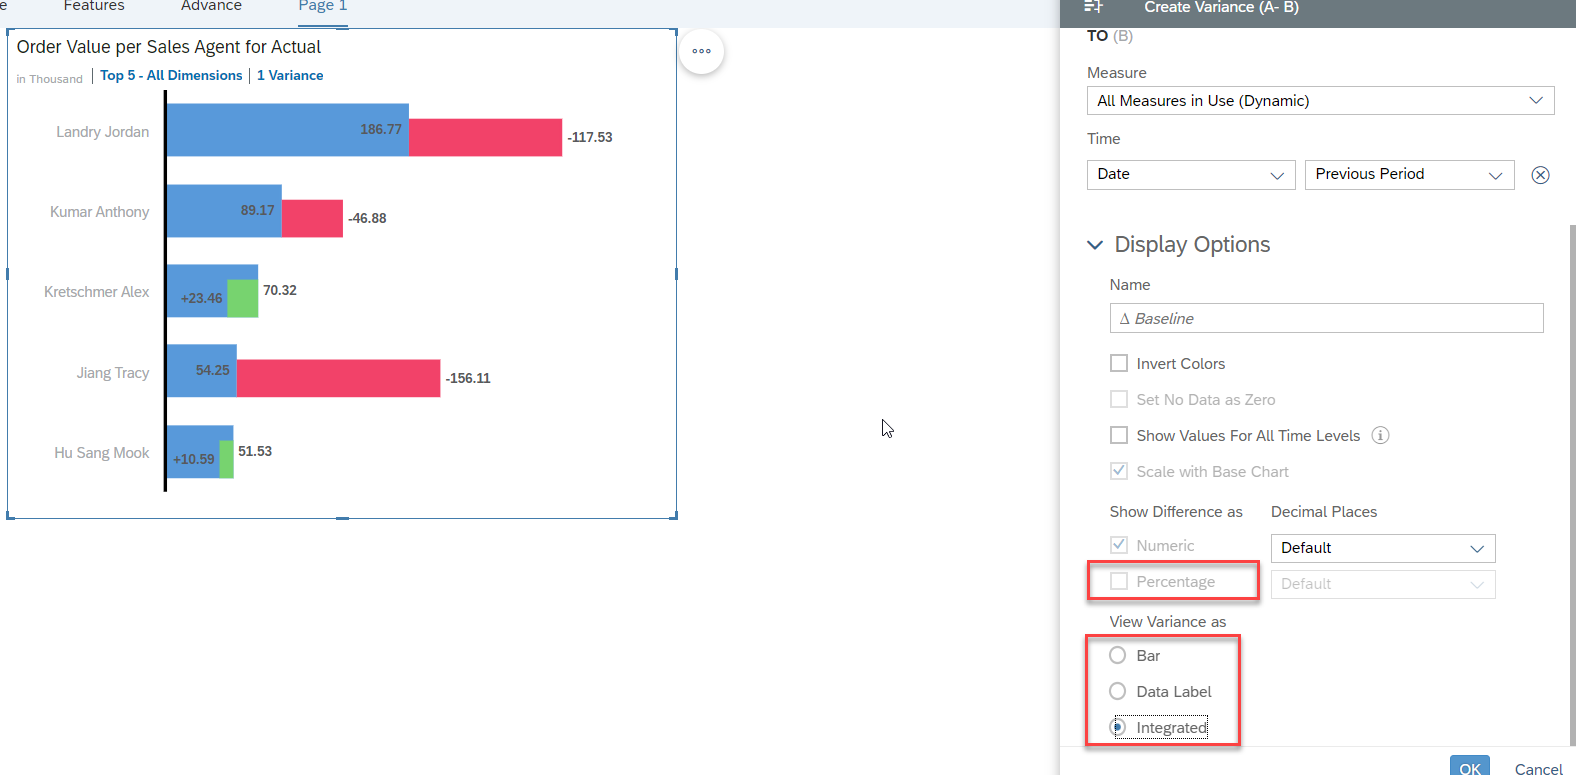 e Features Advance Page 1
Order Value per Sales Agent for Actual
in Thousand Top 5 - All Dimensions 1 Variance
Landry Jordan 186.77 -117.53
Kumar Anthony 89.17 -46.88
Kretschmer Alex +23.46 70.32
Jiang Tracy 54.25 -156.11
Hu Sang Mook +10.59 51.53
Create Variance (A- B)
TO (B)
Measure
All Measures in Use (Dynamic)
Time
Date Previous Period
Display Options
Name
Δ Baseline
Invert Colors
Set No Data as Zero
Show Values For All Time Levels
Scale with Base Chart
Show Difference as Decimal Places
Numeric Default
Percentage Default
View Variance as
Bar
Data Label
Integrated
OK Cancel